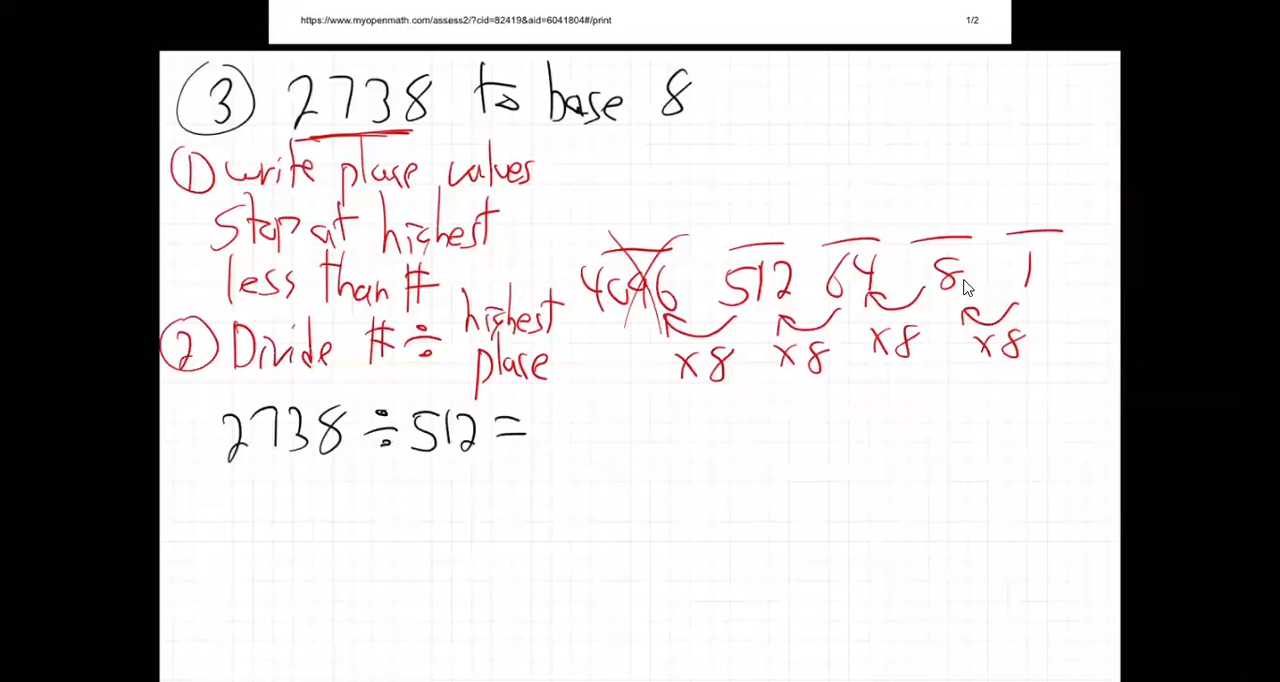 https://www.myopenmath.com/assess2/?cid=82419&aid=6041804#/print 1/2
③ 2738 to base 8
① write place values
Stop at highest
less than #
4096 512 64 8 1
x8 x8 x8 x8
② Divide # ÷ highest place
2738 ÷ 512 =